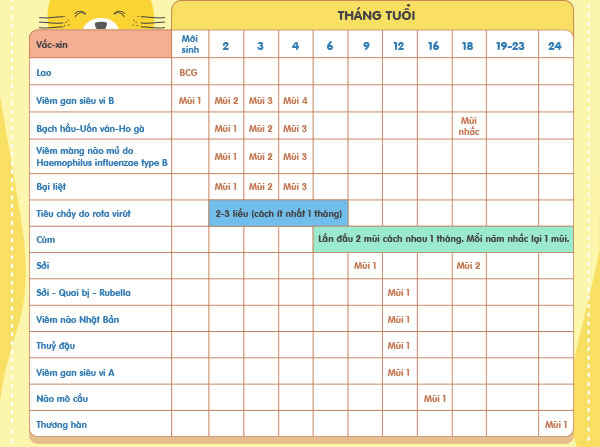 THÁNG TUỔI
Vắc-xin Mới sinh 2 3 4 6 9 12 16 18 19-23 24
Lao BCG
Viêm gan siêu vi B Mũi 1 Mũi 2 Mũi 3 Mũi 4
Bạch hầu-Uốn ván-Ho gà Mũi 1 Mũi 2 Mũi 3 Mũi nhắc
Viêm màng não mủ do
Haemophilus influenzae type B Mũi 1 Mũi 2 Mũi 3
Bại liệt Mũi 1 Mũi 2 Mũi 3
Tiêu chảy do rota virút 2-3 liều (cách ít nhất 1 tháng)
Cúm Lần đầu 2 mũi cách nhau 1 tháng. Mỗi năm nhắc lại 1 mũi.
Sởi Mũi 1 Mũi 2
Sởi - Quai bị - Rubella Mũi 1
Viêm não Nhật Bản Mũi 1
Thuỷ đậu Mũi 1
Viêm gan siêu vi A Mũi 1
Não mô cầu Mũi 1
Thương hàn Mũi 1